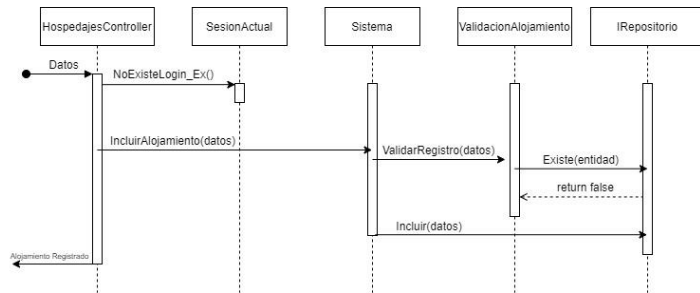 HospedajesController
SesionActual
Sistema
ValidacionAlojamiento
IRepositorio
Datos
NoExisteLogin_Ex()
IncluirAlojamiento(datos)
ValidarRegistro(datos)
Existe(entidad)
return false
Incluir(datos)
Alojamiento Registrado